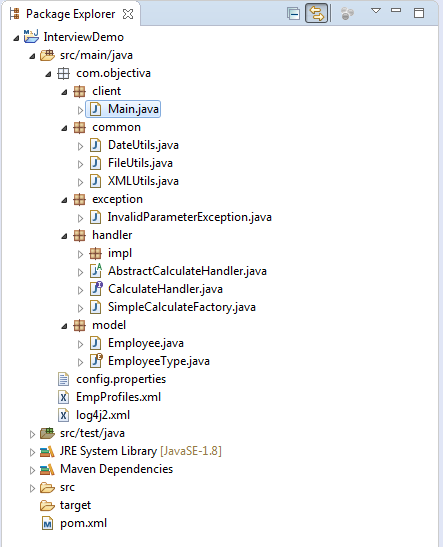 Package Explorer
InterviewDemo
src/main/java
com.objectiva
client
Main.java
common
DateUtils.java
FileUtils.java
XMLUtils.java
exception
InvalidParameterException.java
handler
impl
AbstractCalculateHandler.java
CalculateHandler.java
SimpleCalculateFactory.java
model
Employee.java
EmployeeType.java
config.properties
EmpProfiles.xml
log4j2.xml
src/test/java
JRE System Library [JavaSE-1.8]
Maven Dependencies
src
target
pom.xml